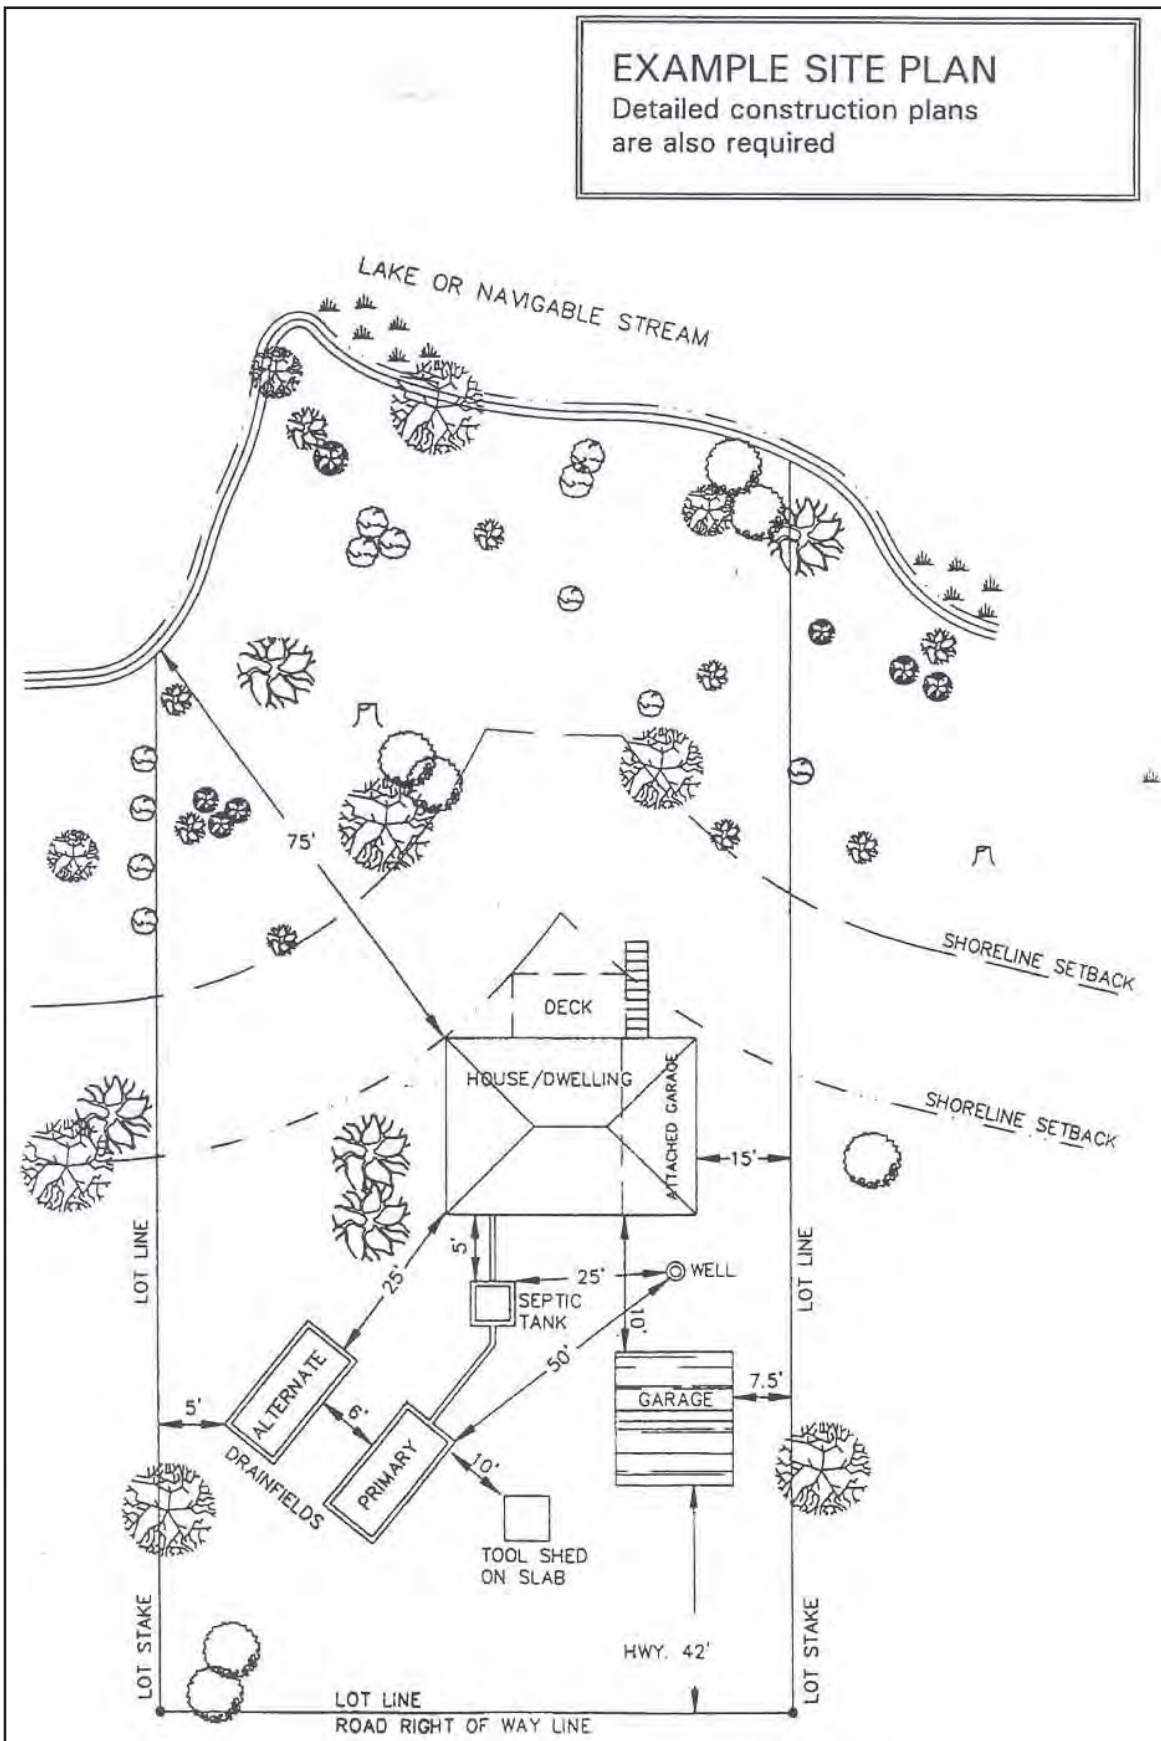 EXAMPLE SITE PLAN
Detailed construction plans
are also required
LAKE OR NAVIGABLE STREAM
75'
SHORELINE SETBACK
DECK
HOUSE/DWELLING
ATTACHED GARAGE
SHORELINE SETBACK
15'
LOT LINE
LOT LINE
5'
25'
25'
WELL
SEPTIC
TANK
10'
50'
ALTERNATE
6'
5'
GARAGE
7.5'
DRAINFIELDS
PRIMARY
10'
TOOL SHED
ON SLAB
LOT STAKE
LOT STAKE
HWY. 42'
LOT LINE
ROAD RIGHT OF WAY LINE